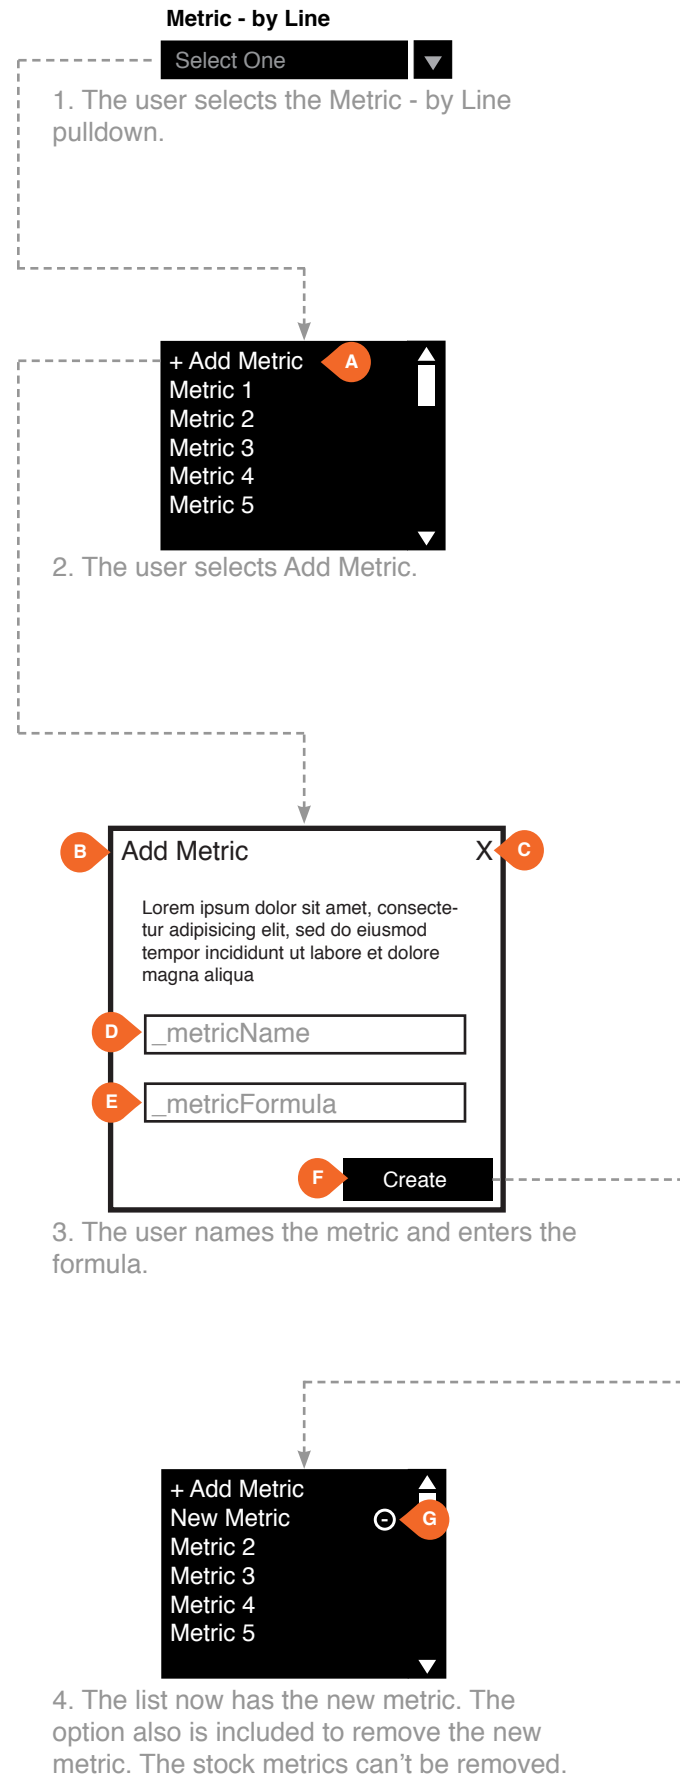 Metric - by Line
Select One
1. The user selects the Metric - by Line
pulldown.
+ Add Metric
A
Metric 1
Metric 2
Metric 3
Metric 4
Metric 5
2. The user selects Add Metric.
B
Add Metric
X
C
Lorem ipsum dolor sit amet, consecte-
tur adipisicing elit, sed do eiusmod
tempor incididunt ut labore et dolore
magna aliqua
D
_metricName
E
_metricFormula
F
Create
3. The user names the metric and enters the
formula.
+ Add Metric
New Metric
-
G
Metric 2
Metric 3
Metric 4
Metric 5
4. The list now has the new metric. The
option also is included to remove the new
metric. The stock metrics can't be removed.